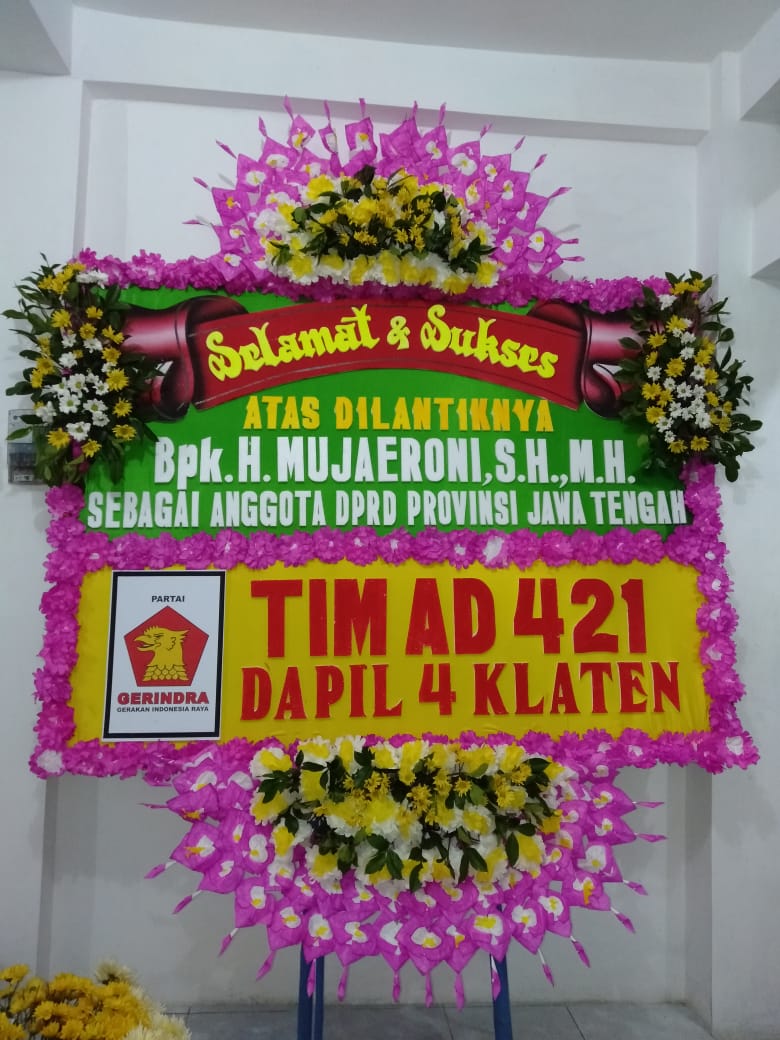 Selamat & Sukses
ATAS DILANTIKNYA
Bpk. H. MUJAERONI, S.H., M.H.
SEBAGAI ANGGOTA DPRD PROVINSI JAWA TENGAH
PARTAI
GERINDRA
GERAKAN INDONESIA RAYA
TIM AD 421
DAPIL 4 KLATEN